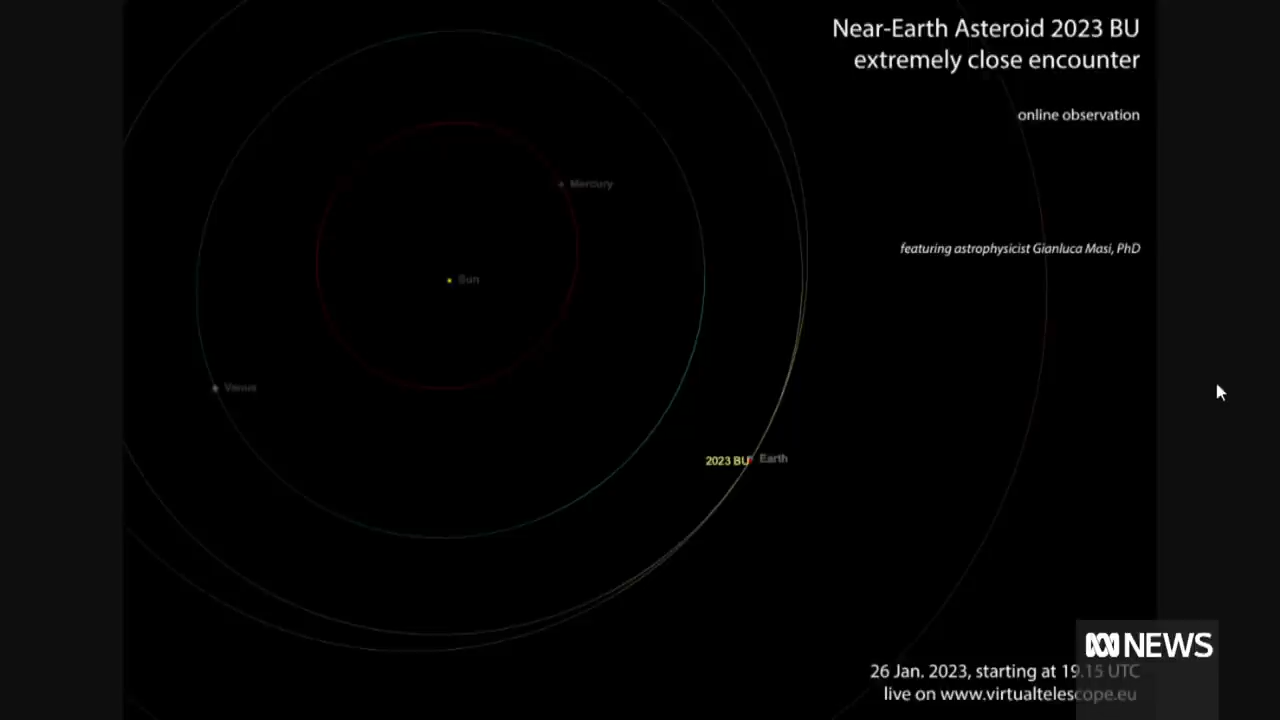 Near-Earth Asteroid 2023 BU
extremely close encounter
online observation
Mercury
featuring astrophysicist Gianluca Masi, PhD
Sun
Venus
2023 BU
Earth
NEWS
26 Jan. 2023, starting at 19.15 UTC
live on www.virtualtelescope.eu